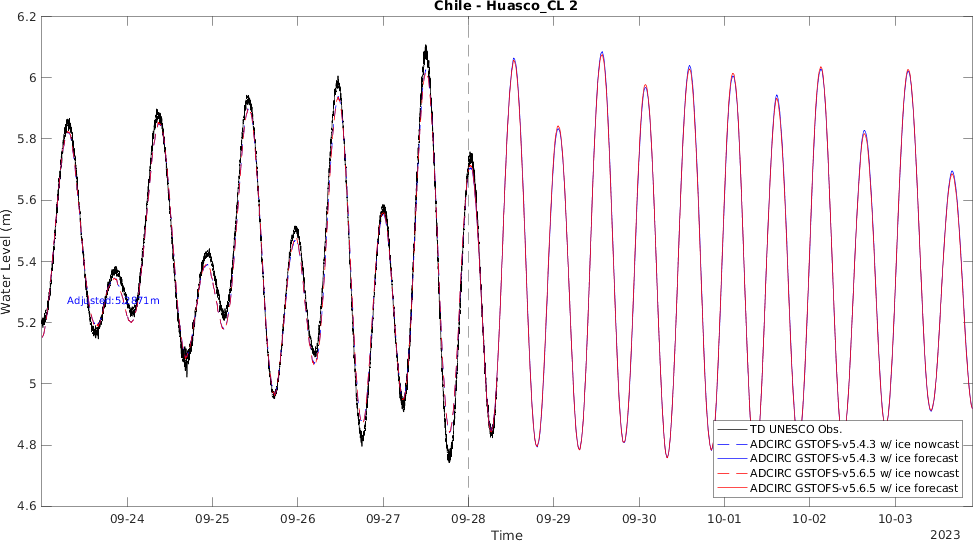 Chile - Huasco_CL 2
6.2
6
5.8
5.6
5.4
5.2
5
4.8
4.6
Water Level (m)
Adjusted:5.2871m
TD UNESCO Obs.
ADCIRC GSTOFS-v5.4.3 w/ ice nowcast
ADCIRC GSTOFS-v5.4.3 w/ ice forecast
ADCIRC GSTOFS-v5.6.5 w/ ice nowcast
ADCIRC GSTOFS-v5.6.5 w/ ice forecast
09-24 09-25 09-26 09-27 09-28 09-29 09-30 10-01 10-02 10-03
Time
2023